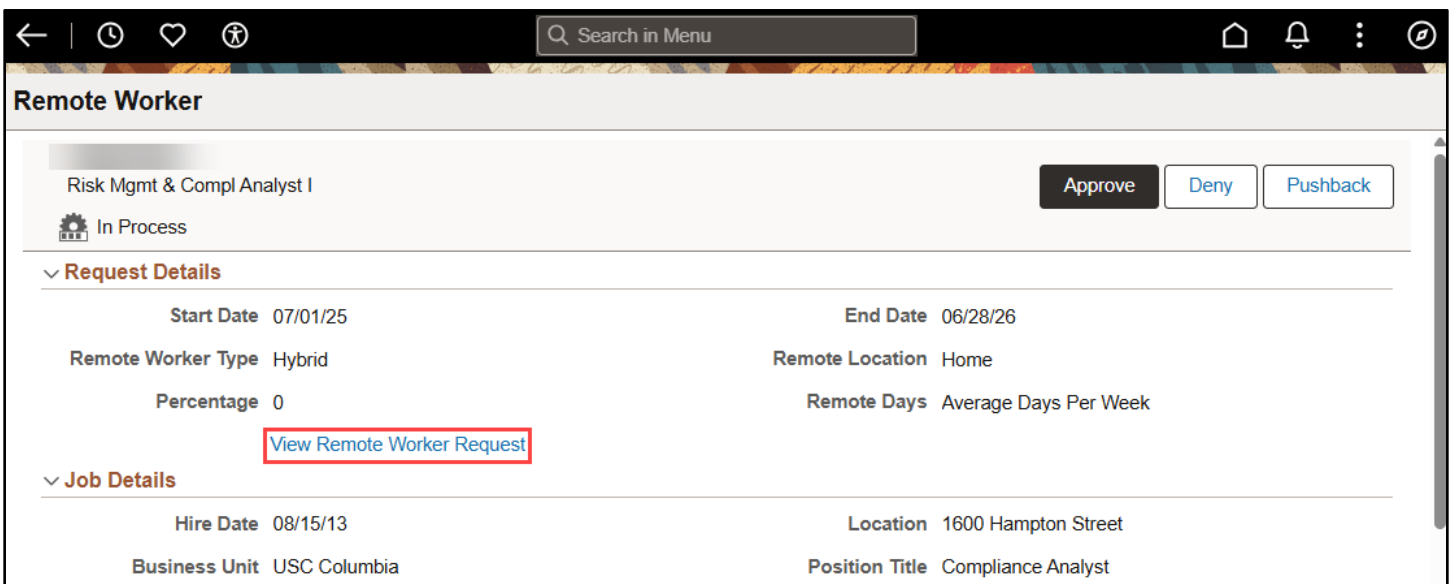 Search in Menu
Remote Worker
Risk Mgmt & Compl Analyst I
Approve Deny Pushback
In Process
Request Details
Start Date 07/01/25 End Date 06/28/26
Remote Worker Type Hybrid Remote Location Home
Percentage 0 Remote Days Average Days Per Week
View Remote Worker Request
Job Details
Hire Date 08/15/13 Location 1600 Hampton Street
Business Unit USC Columbia Position Title Compliance Analyst